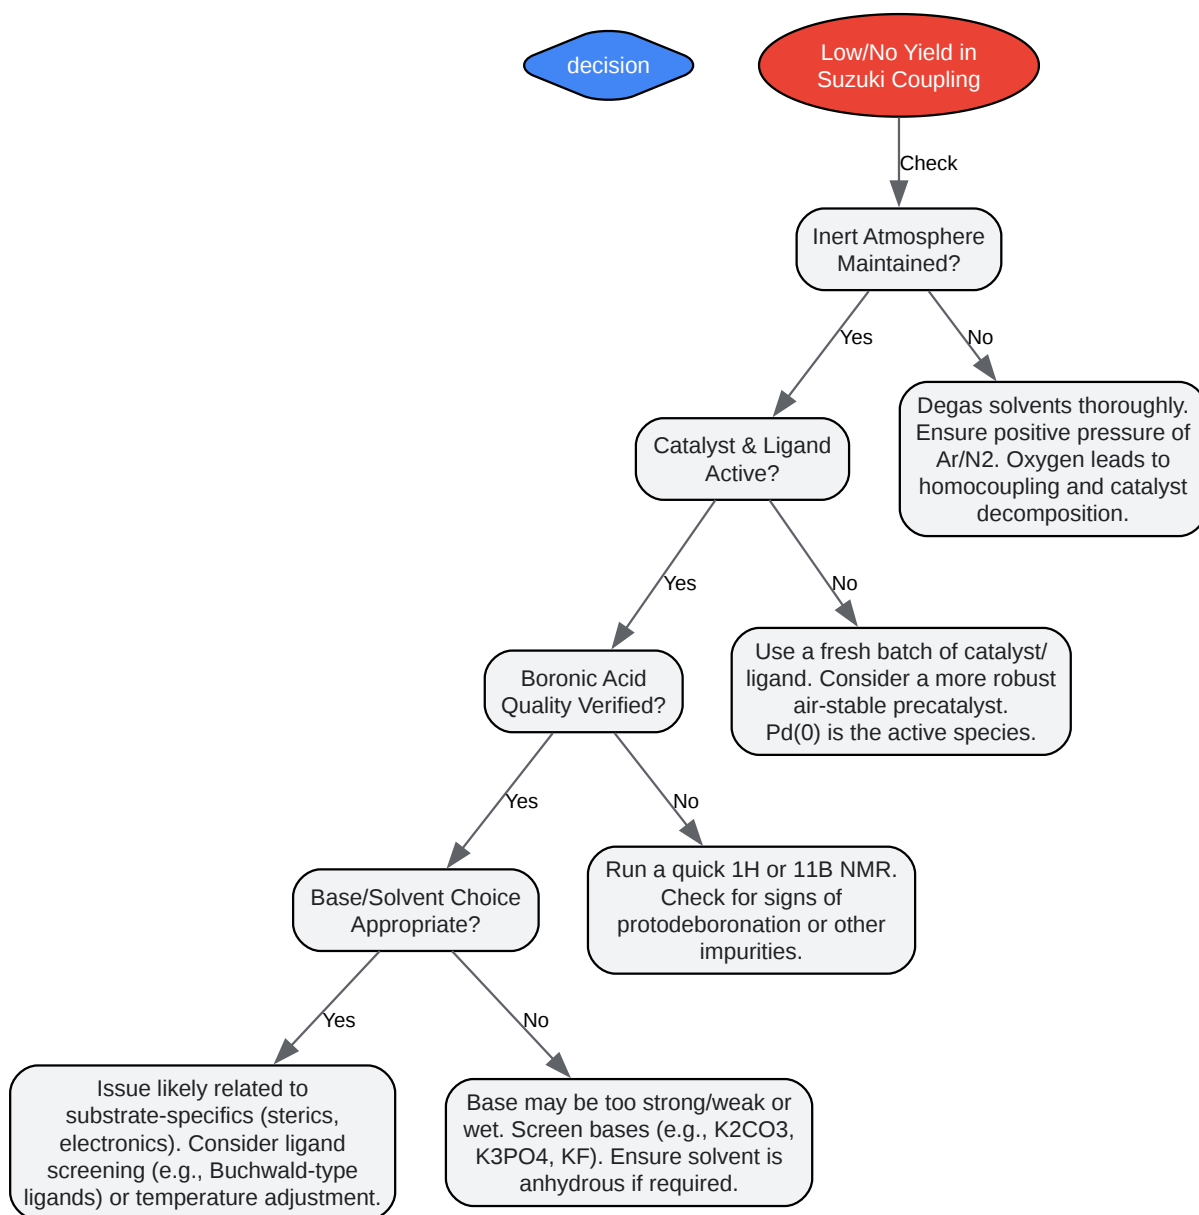 decision
Low/No Yield in
Suzuki Coupling
Check
Inert Atmosphere
Maintained?
Yes
No
Degas solvents thoroughly.
Ensure positive pressure of
Ar/N2. Oxygen leads to
homocoupling and catalyst
decomposition.
Catalyst & Ligand
Active?
Yes
No
Use a fresh batch of catalyst/
ligand. Consider a more robust
air-stable precatalyst.
Pd(0) is the active species.
Boronic Acid
Quality Verified?
Yes
No
Run a quick 1H or 11B NMR.
Check for signs of
protodeboronation or other
impurities.
Base/Solvent Choice
Appropriate?
Yes
No
Issue likely related to
substrate-specifics (sterics,
electronics). Consider ligand
screening (e.g., Buchwald-type
ligands) or temperature adjustment.
Base may be too strong/weak or
wet. Screen bases (e.g., K2CO3,
K3PO4, KF). Ensure solvent is
anhydrous if required.